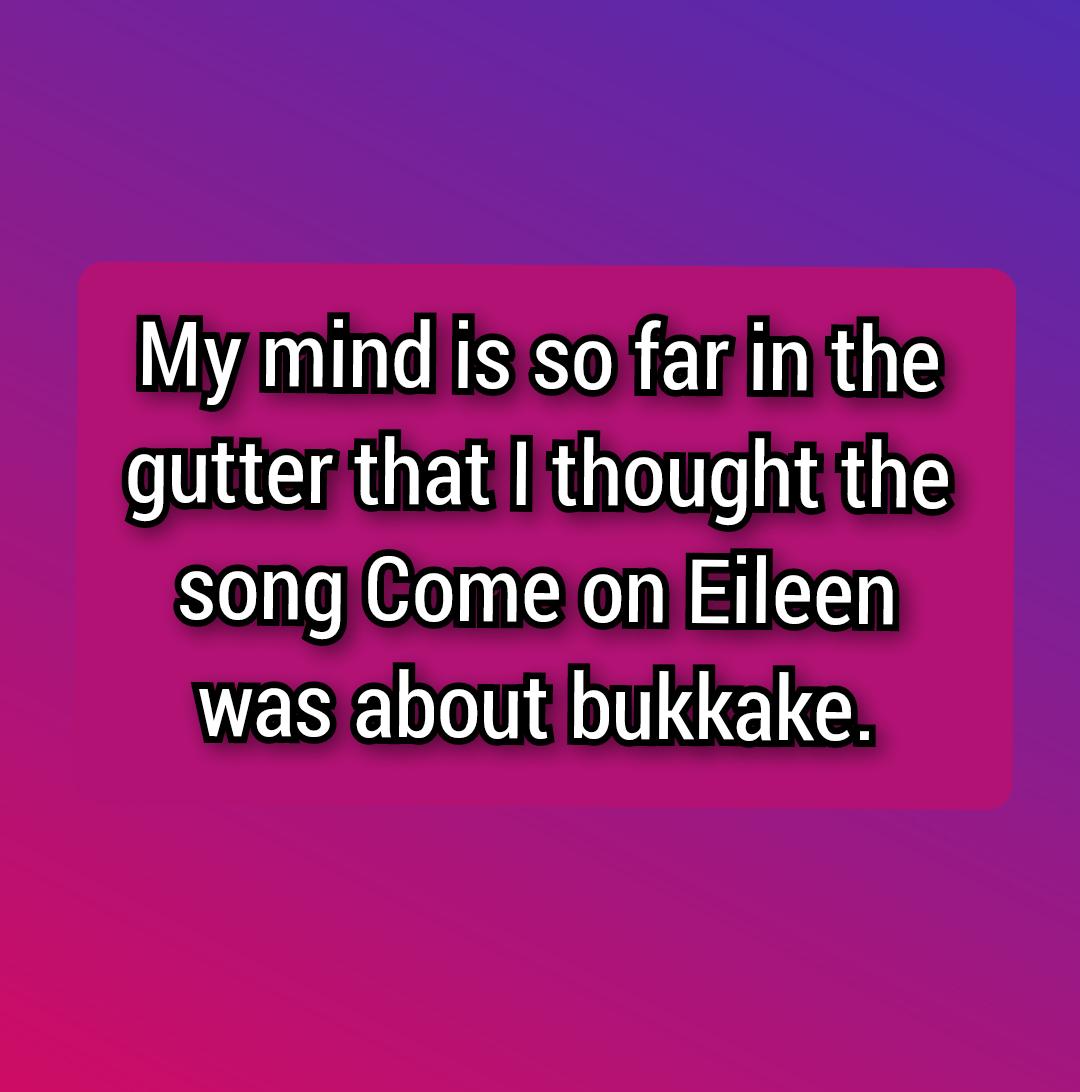 My mind is so far in the
gutter that I thought the
song Come on Eileen
was about bukkake.